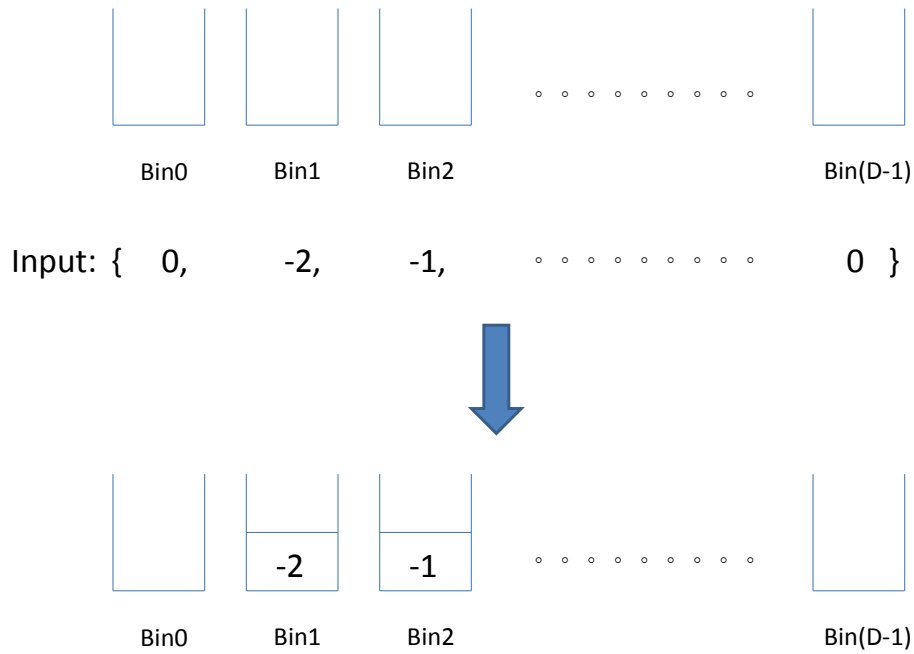 Bin0 Bin1 Bin2 Bin(D-1)
Input: { 0, -2, -1, ∘ ∘ ∘ ∘ ∘ ∘ ∘ ∘ ∘ 0 }
-2 -1
Bin0 Bin1 Bin2 Bin(D-1)